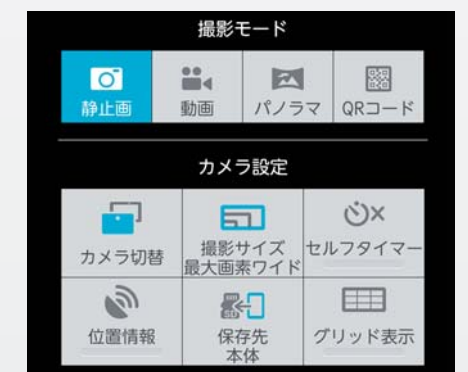 撮影モード
静止画 動画 パノラマ QRコード
カメラ設定
カメラ切替 撮影サイズ セルフタイマー
最大画素ワイド
位置情報 保存先 グリッド表示
本体